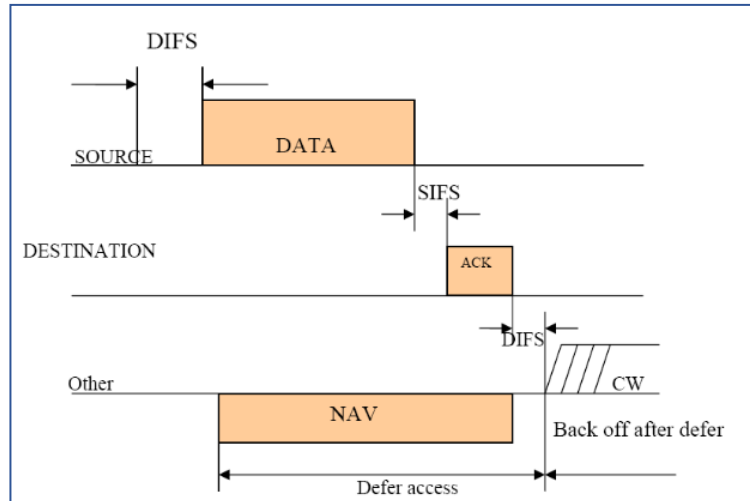 DIFS
DATA
SOURCE
SIFS
DESTINATION
ACK
DIFS
Other
CW
NAV
Back off after defer
Defer access